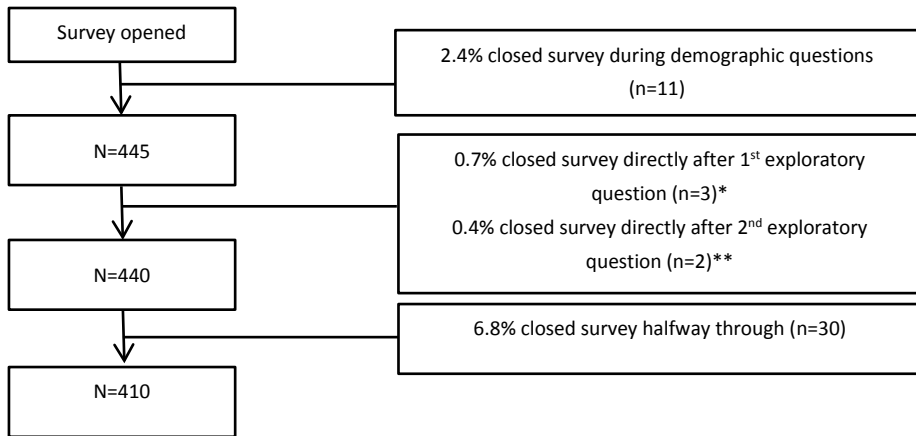 Survey opened
2.4% closed survey during demographic questions
(n=11)
N=445
0.7% closed survey directly after 1st exploratory
question (n=3)*
0.4% closed survey directly after 2nd exploratory
question (n=2)**
N=440
6.8% closed survey halfway through (n=30)
N=410